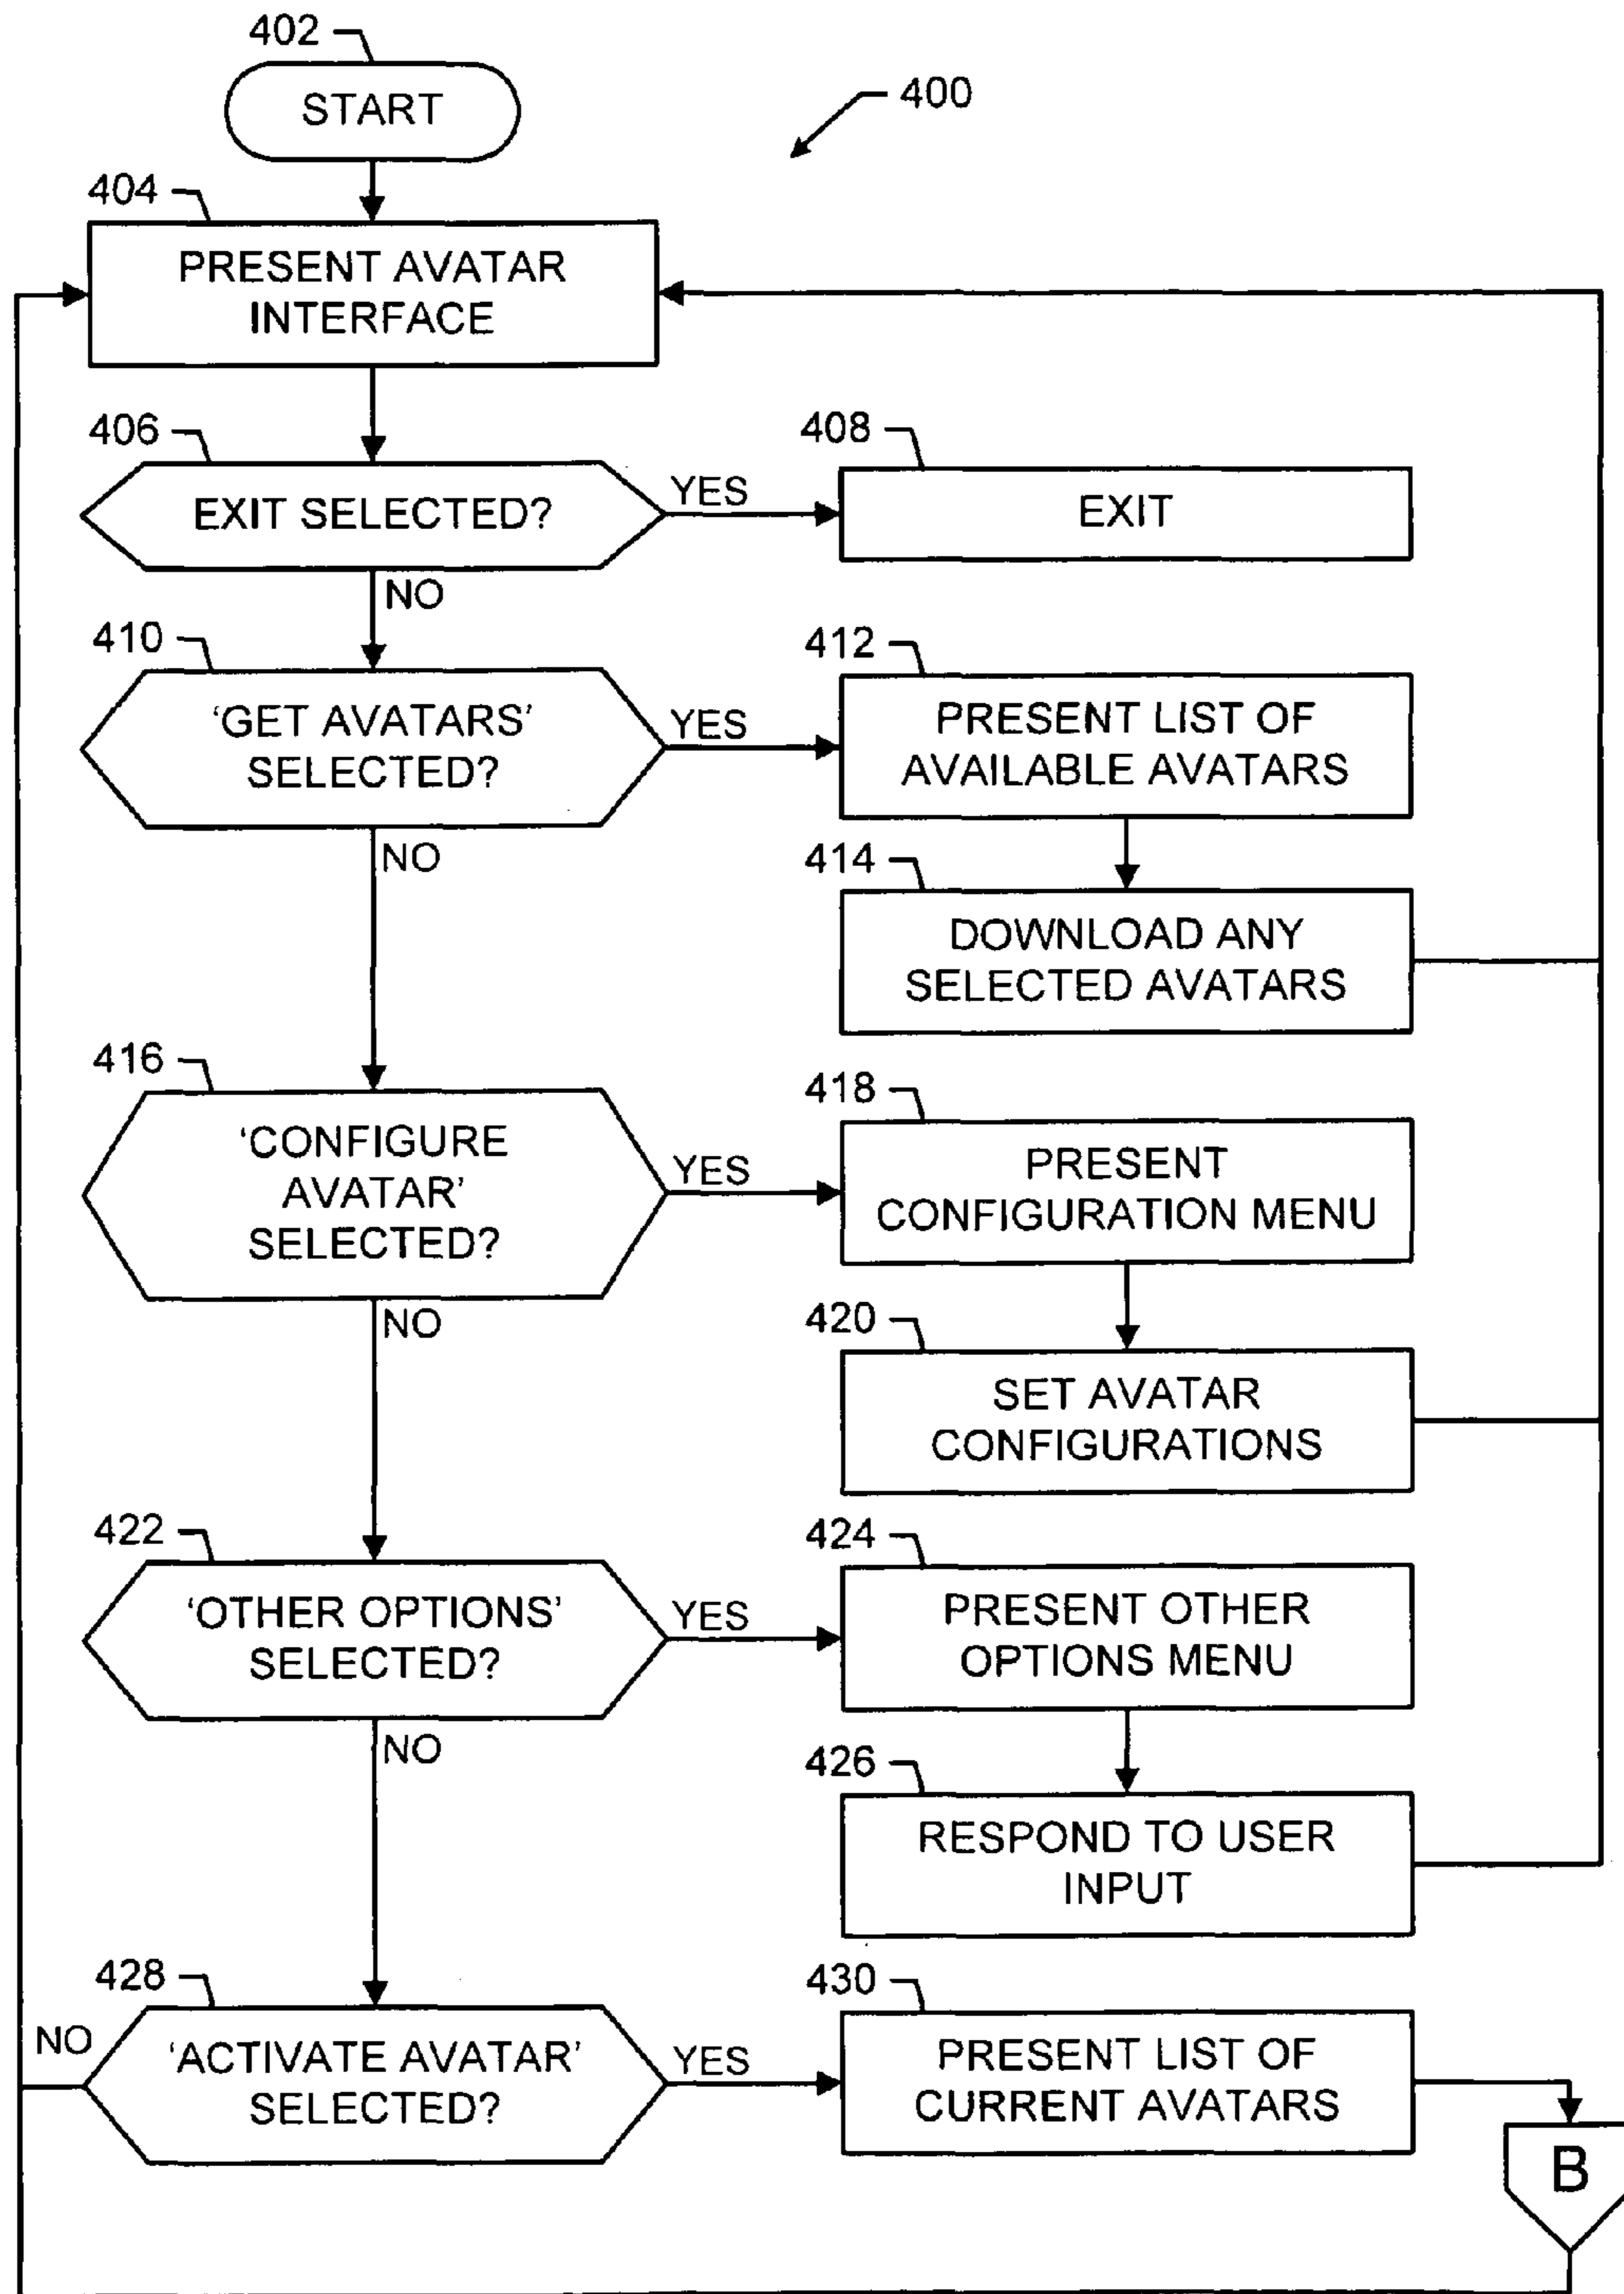 402
START
400
404
PRESENT AVATAR
INTERFACE
406
EXIT SELECTED?
YES
408
EXIT
NO
410
‘GET AVATARS’
SELECTED?
YES
412
PRESENT LIST OF
AVAILABLE AVATARS
NO
414
DOWNLOAD ANY
SELECTED AVATARS
416
‘CONFIGURE
AVATAR’
SELECTED?
YES
418
PRESENT
CONFIGURATION MENU
NO
420
SET AVATAR
CONFIGURATIONS
422
‘OTHER OPTIONS’
SELECTED?
YES
424
PRESENT OTHER
OPTIONS MENU
NO
426
RESPOND TO USER
INPUT
428
NO
‘ACTIVATE AVATAR’
SELECTED?
YES
430
PRESENT LIST OF
CURRENT AVATARS
B